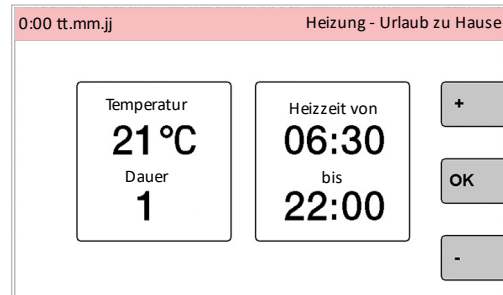 0:00 tt.mm.jj
Heizung - Urlaub zu Hause
Temperatur
21°C
Dauer
1
Heizzeit von
06:30
bis
22:00
+
OK
-